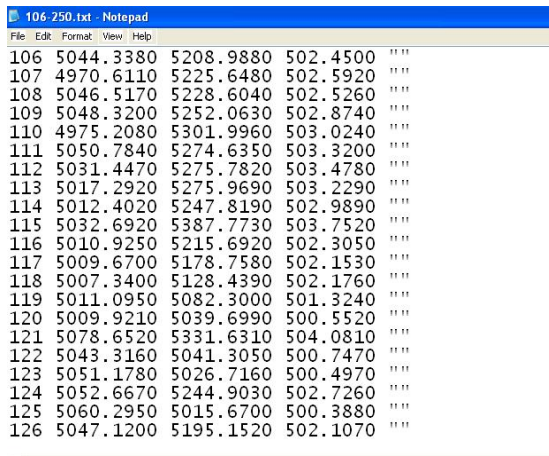 106-250.txt - Notepad
File Edit Format View Help
106 5044.3380 5208.9880 502.4500 ""
107 4970.6110 5225.6480 502.5920 ""
108 5046.5170 5228.6040 502.5260 ""
109 5048.3200 5252.0630 502.8740 ""
110 4975.2080 5301.9960 503.0240 ""
111 5050.7840 5274.6350 503.3200 ""
112 5031.4470 5275.7820 503.4780 ""
113 5017.2920 5275.9690 503.2290 ""
114 5012.4020 5247.8190 502.9890 ""
115 5032.6920 5387.7730 503.7520 ""
116 5010.9250 5215.6920 502.3050 ""
117 5009.6700 5178.7580 502.1530 ""
118 5007.3400 5128.4390 502.1760 ""
119 5011.0950 5082.3000 501.3240 ""
120 5009.9210 5039.6990 500.5520 ""
121 5078.6520 5331.6310 504.0810 ""
122 5043.3160 5041.3050 500.7470 ""
123 5051.1780 5026.7160 500.4970 ""
124 5052.6670 5244.9030 502.7260 ""
125 5060.2950 5015.6700 500.3880 ""
126 5047.1200 5195.1520 502.1070 ""